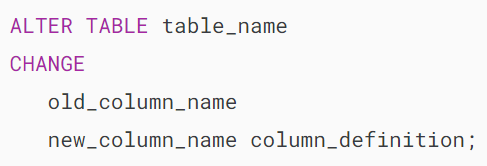 ALTER TABLE table_name
CHANGE
old_column_name
new_column_name column_definition;